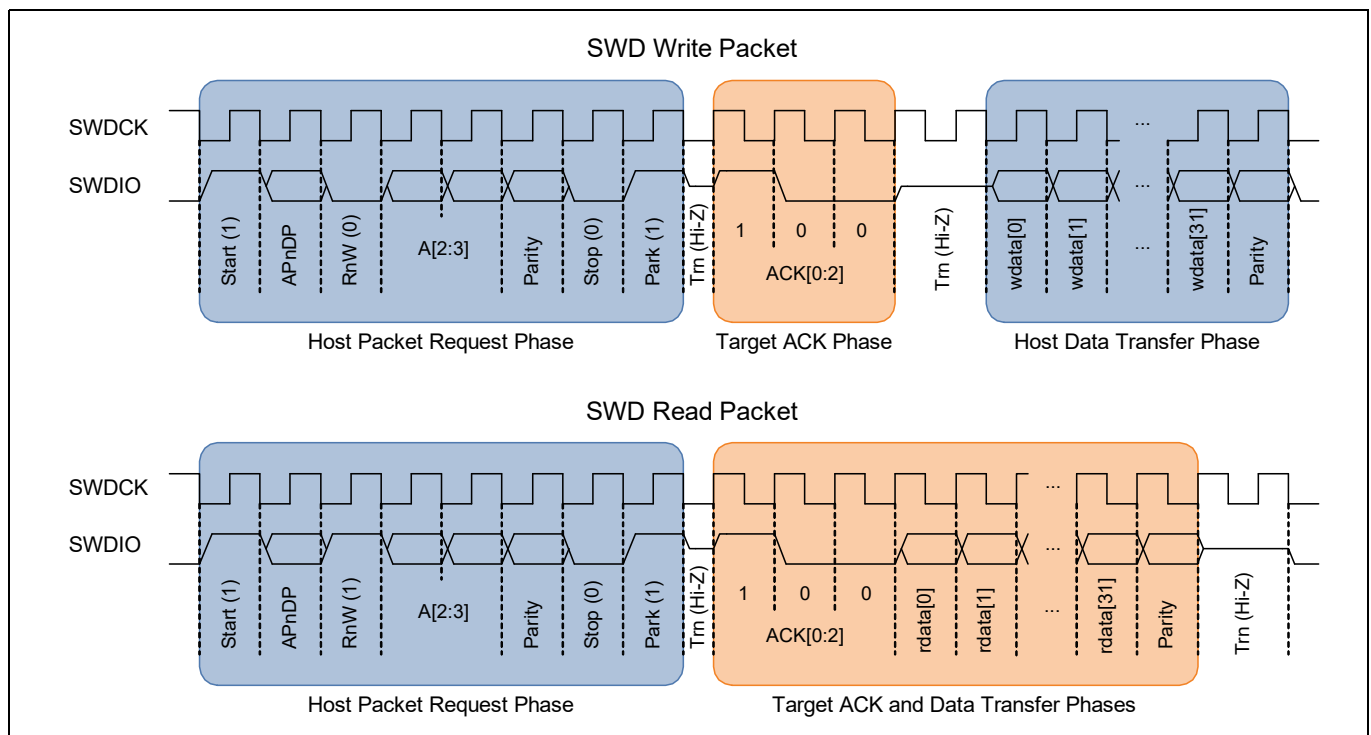 SWD Write Packet
SWDCK
...
SWDIO
...
Start (1) APnDP RnW (0) A[2:3] Parity Stop (0) Park (1) Trn (Hi-Z) 1 0 0 Trn (Hi-Z) wdata[0] wdata[1] ... wdata[31] Parity
ACK[0:2]
Host Packet Request Phase Target ACK Phase Host Data Transfer Phase
SWD Read Packet
SWDCK
...
SWDIO
...
Start (1) APnDP RnW (1) A[2:3] Parity Stop (0) Park (1) Trn (Hi-Z) 1 0 0 rdata[0] rdata[1] ... rdata[31] Parity Trn (Hi-Z)
ACK[0:2]
Host Packet Request Phase Target ACK and Data Transfer Phases